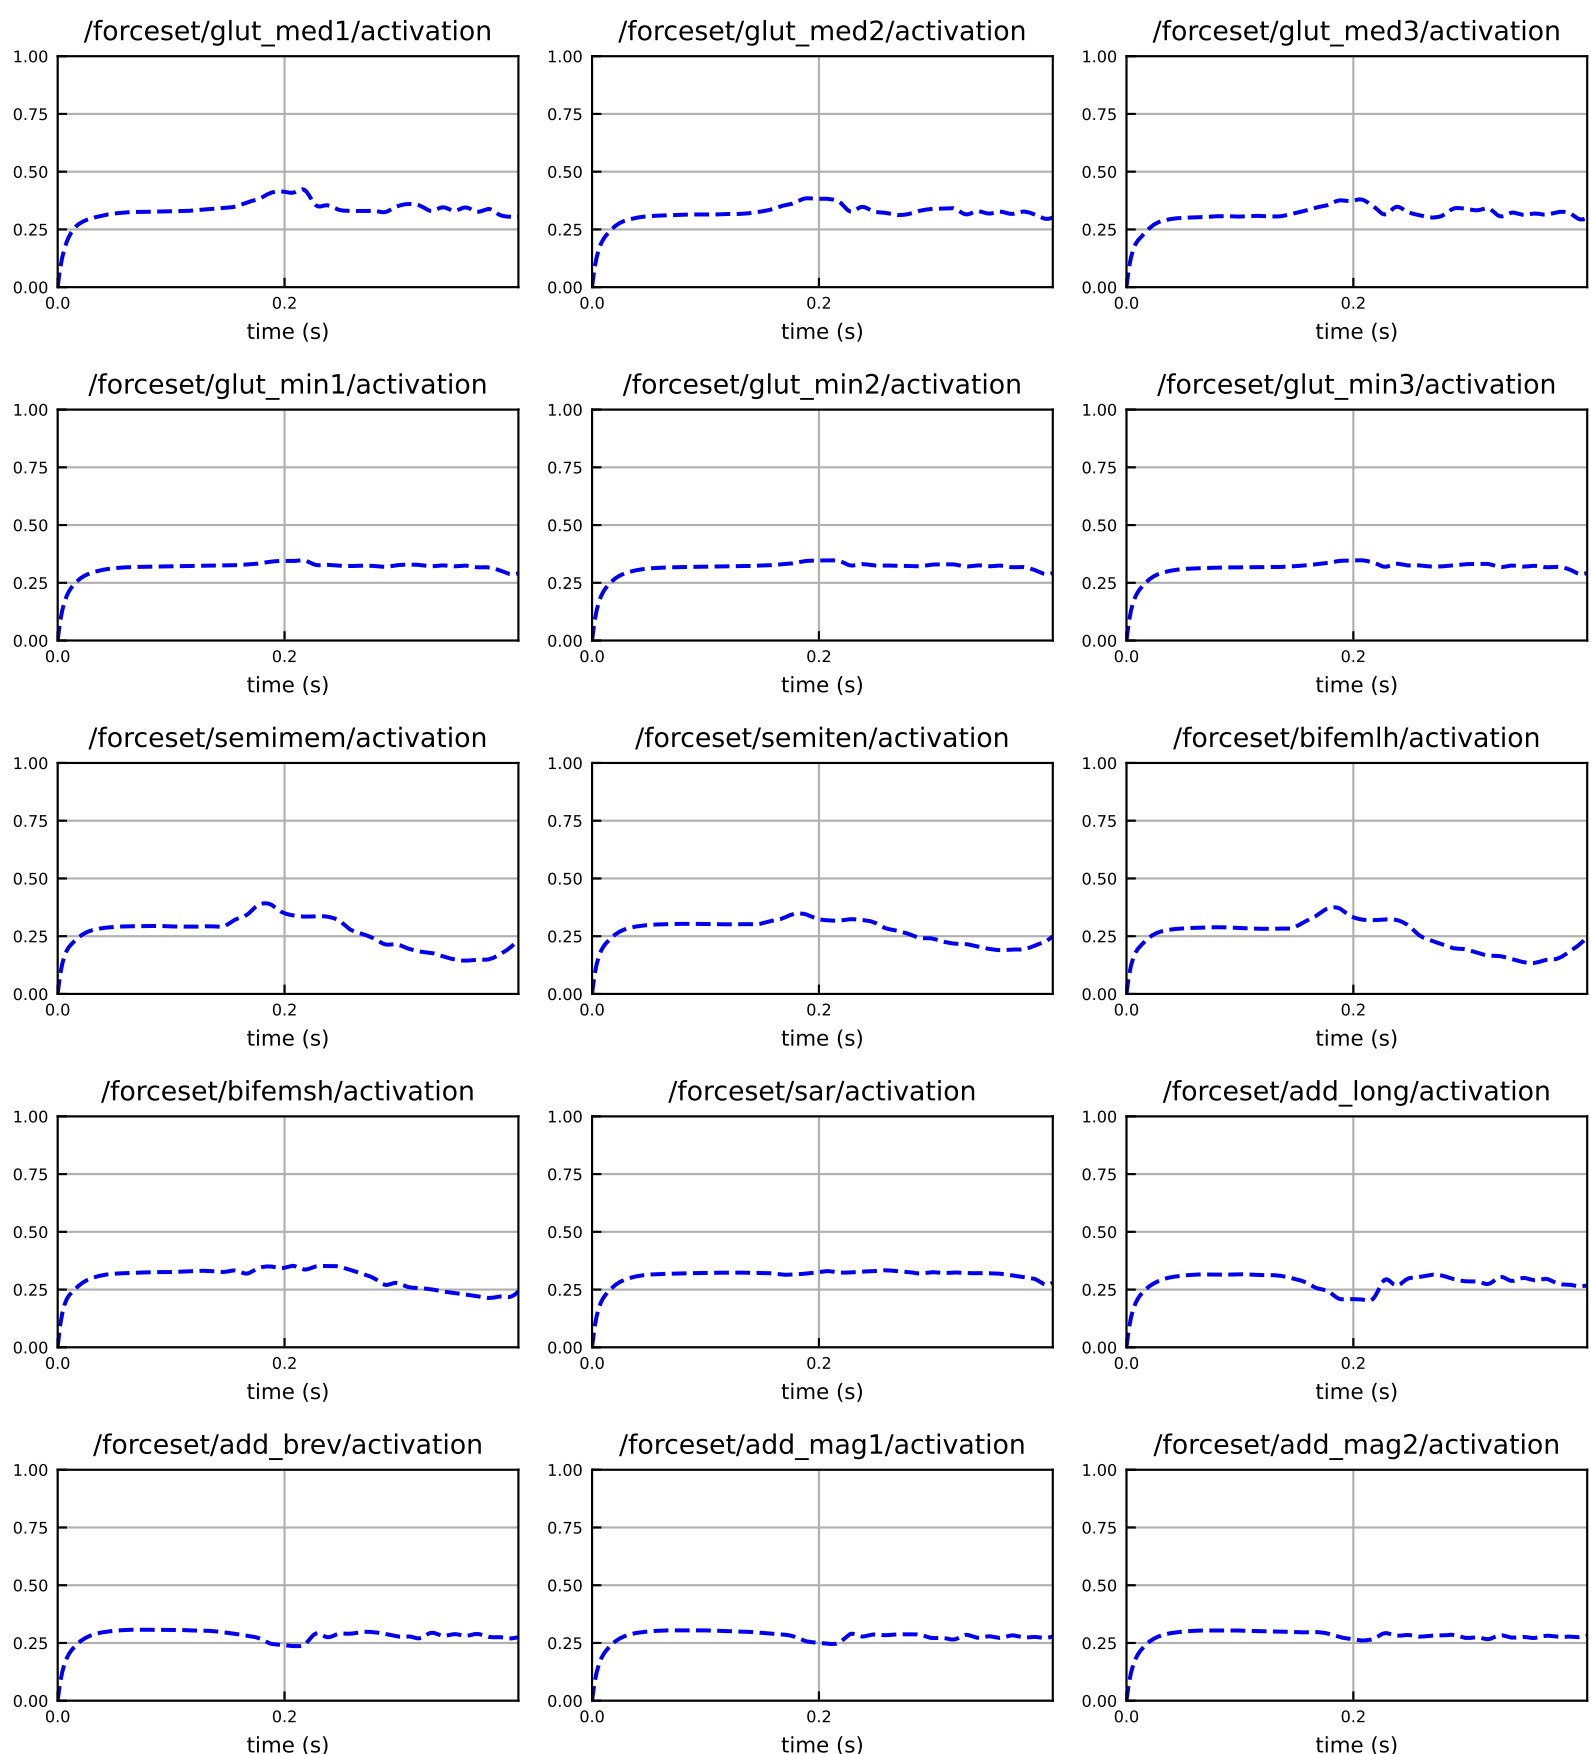 /forceset/glut_med1/activation /forceset/glut_med2/activation /forceset/glut_med3/activation
1.00 1.00 1.00
0.75 0.75 0.75
0.50 0.50 0.50
0.25 0.25 0.25
0.00 0.00 0.00
0.0 0.2 0.0 0.2 0.0 0.2
time (s) time (s) time (s)
/forceset/glut_min1/activation /forceset/glut_min2/activation /forceset/glut_min3/activation
1.00 1.00 1.00
0.75 0.75 0.75
0.50 0.50 0.50
0.25 0.25 0.25
0.00 0.00 0.00
0.0 0.2 0.0 0.2 0.0 0.2
time (s) time (s) time (s)
/forceset/semimem/activation /forceset/semiten/activation /forceset/bifemlh/activation
1.00 1.00 1.00
0.75 0.75 0.75
0.50 0.50 0.50
0.25 0.25 0.25
0.00 0.00 0.00
0.0 0.2 0.0 0.2 0.0 0.2
time (s) time (s) time (s)
/forceset/bifemsh/activation /forceset/sar/activation /forceset/add_long/activation
1.00 1.00 1.00
0.75 0.75 0.75
0.50 0.50 0.50
0.25 0.25 0.25
0.00 0.00 0.00
0.0 0.2 0.0 0.2 0.0 0.2
time (s) time (s) time (s)
/forceset/add_brev/activation /forceset/add_mag1/activation /forceset/add_mag2/activation
1.00 1.00 1.00
0.75 0.75 0.75
0.50 0.50 0.50
0.25 0.25 0.25
0.00 0.00 0.00
0.0 0.2 0.0 0.2 0.0 0.2
time (s) time (s) time (s)